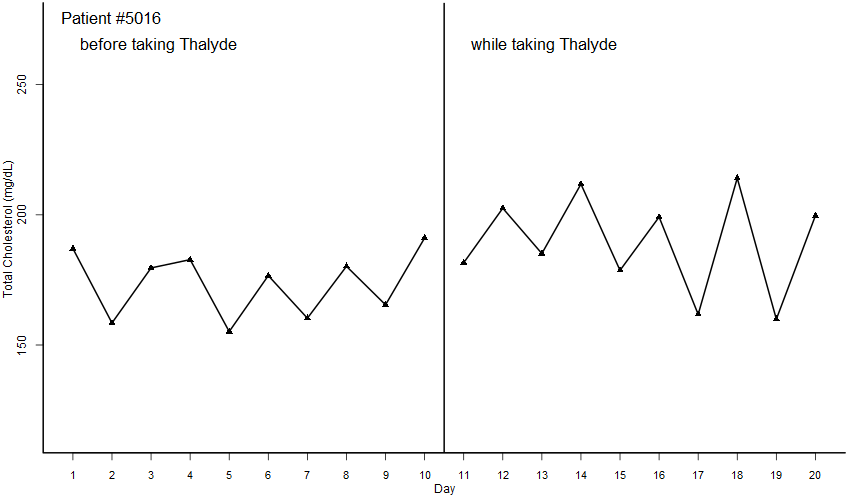 Patient #5016
before taking Thalyde
while taking Thalyde
Total Cholesterol (mg/dL)
250
200
150
1 2 3 4 5 6 7 8 9 10 11 12 13 14 15 16 17 18 19 20
Day